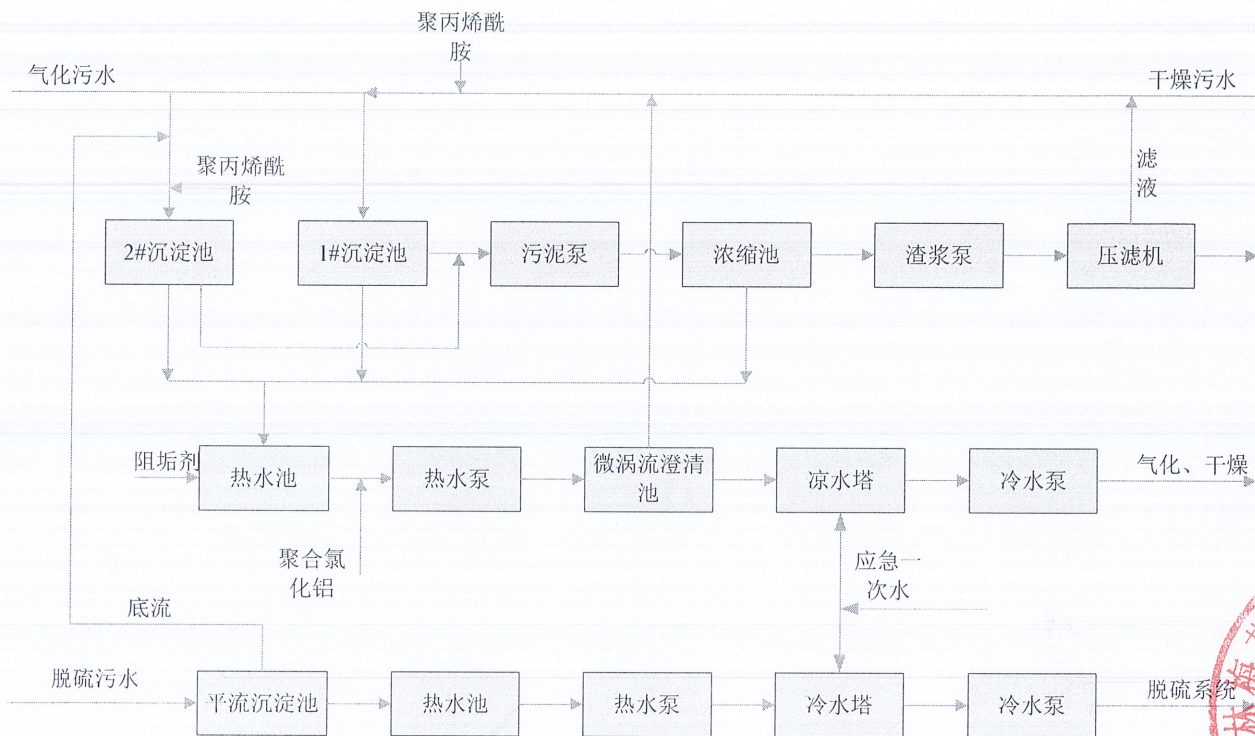 聚丙烯酰
胺
气化污水
干燥污水
聚丙烯酰
胺
滤
液
2#沉淀池
1#沉淀池
污泥泵
浓缩池
渣浆泵
压滤机
阻垢剂
热水池
热水泵
微涡流澄清
池
凉水塔
冷水泵
气化、干燥
聚合氯
化铝
应急一
次水
底流
脱硫污水
平流沉淀池
热水池
热水泵
冷水塔
冷水泵
脱硫系统